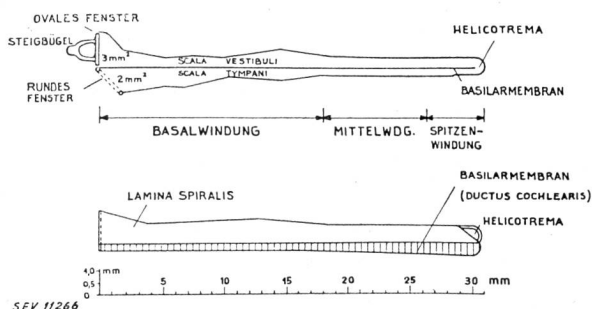 OVALES FENSTER
STEIGBÜGEL
3mm²
SCALA VESTIBULI
SCALA TYMPANI
2mm²
RUNDES
FENSTER
HELICOTREMA
BASILARMEMBRAN
BASALWINDUNG
MITTELWDG.
SPITZEN-
WINDUNG
LAMINA SPIRALIS
BASILARMEMBRAN
(DUCTUS COCHLEARIS)
HELICOTREMA
1,0 mm
0,5
0
5 10 15 20 25 30 mm
SEV 11266